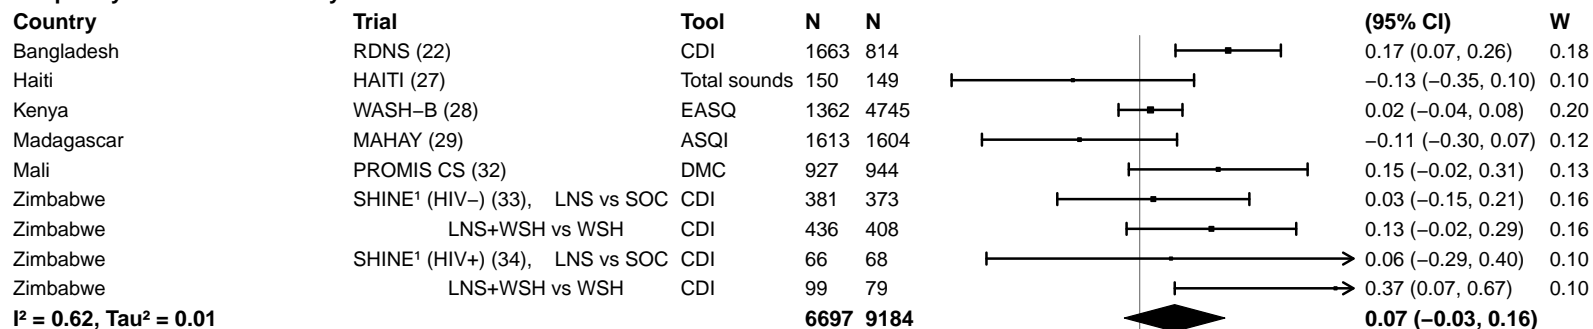 Country Trial Tool N N (95% CI) W
Bangladesh RDNS (22) CDI 1663 814 0.17 (0.07, 0.26) 0.18
Haiti HAITI (27) Total sounds 150 149 −0.13 (−0.35, 0.10) 0.10
Kenya WASH−B (28) EASQ 1362 4745 0.02 (−0.04, 0.08) 0.20
Madagascar MAHAY (29) ASQI 1613 1604 −0.11 (−0.30, 0.07) 0.12
Mali PROMIS CS (32) DMC 927 944 0.15 (−0.02, 0.31) 0.13
Zimbabwe SHINE¹ (HIV−) (33), LNS vs SOC CDI 381 373 0.03 (−0.15, 0.21) 0.16
Zimbabwe LNS+WSH vs WSH CDI 436 408 0.13 (−0.02, 0.29) 0.16
Zimbabwe SHINE¹ (HIV+) (34), LNS vs SOC CDI 66 68 0.06 (−0.29, 0.40) 0.10
Zimbabwe LNS+WSH vs WSH CDI 99 79 0.37 (0.07, 0.67) 0.10
I² = 0.62, Tau² = 0.01 6697 9184 0.07 (−0.03, 0.16)